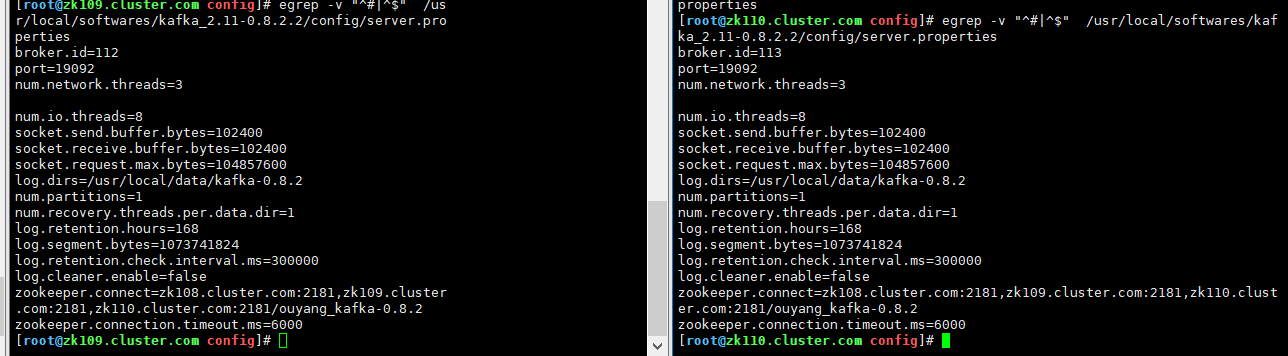 [root@zk109.cluster.com config]# egrep -v "^#|^$"  /us
r/local/softwares/kafka_2.11-0.8.2.2/config/server.pro
perties
broker.id=112
port=19092
num.network.threads=3

num.io.threads=8
socket.send.buffer.bytes=102400
socket.receive.buffer.bytes=102400
socket.request.max.bytes=104857600
log.dirs=/usr/local/data/kafka-0.8.2
num.partitions=1
num.recovery.threads.per.data.dir=1
log.retention.hours=168
log.segment.bytes=1073741824
log.retention.check.interval.ms=300000
log.cleaner.enable=false
zookeeper.connect=zk108.cluster.com:2181,zk109.cluster
.com:2181,zk110.cluster.com:2181/ouyang_kafka-0.8.2
zookeeper.connection.timeout.ms=6000
[root@zk109.cluster.com config]#
properties
[root@zk110.cluster.com config]# egrep -v "^#|^$"  /usr/local/softwares/kaf
ka_2.11-0.8.2.2/config/server.properties
broker.id=113
port=19092
num.network.threads=3

num.io.threads=8
socket.send.buffer.bytes=102400
socket.receive.buffer.bytes=102400
socket.request.max.bytes=104857600
log.dirs=/usr/local/data/kafka-0.8.2
num.partitions=1
num.recovery.threads.per.data.dir=1
log.retention.hours=168
log.segment.bytes=1073741824
log.retention.check.interval.ms=300000
log.cleaner.enable=false
zookeeper.connect=zk108.cluster.com:2181,zk109.cluster.com:2181,zk110.clust
er.com:2181/ouyang_kafka-0.8.2
zookeeper.connection.timeout.ms=6000
[root@zk110.cluster.com config]#